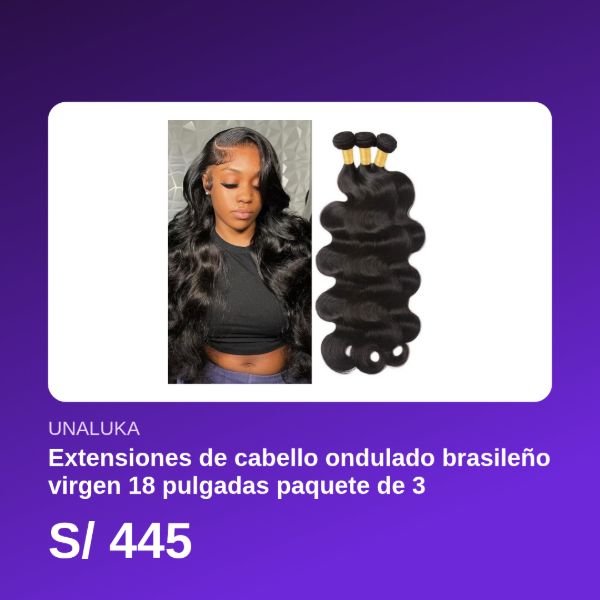 UNALUKA
Extensiones de cabello ondulado brasileño
virgen 18 pulgadas paquete de 3
S/ 445